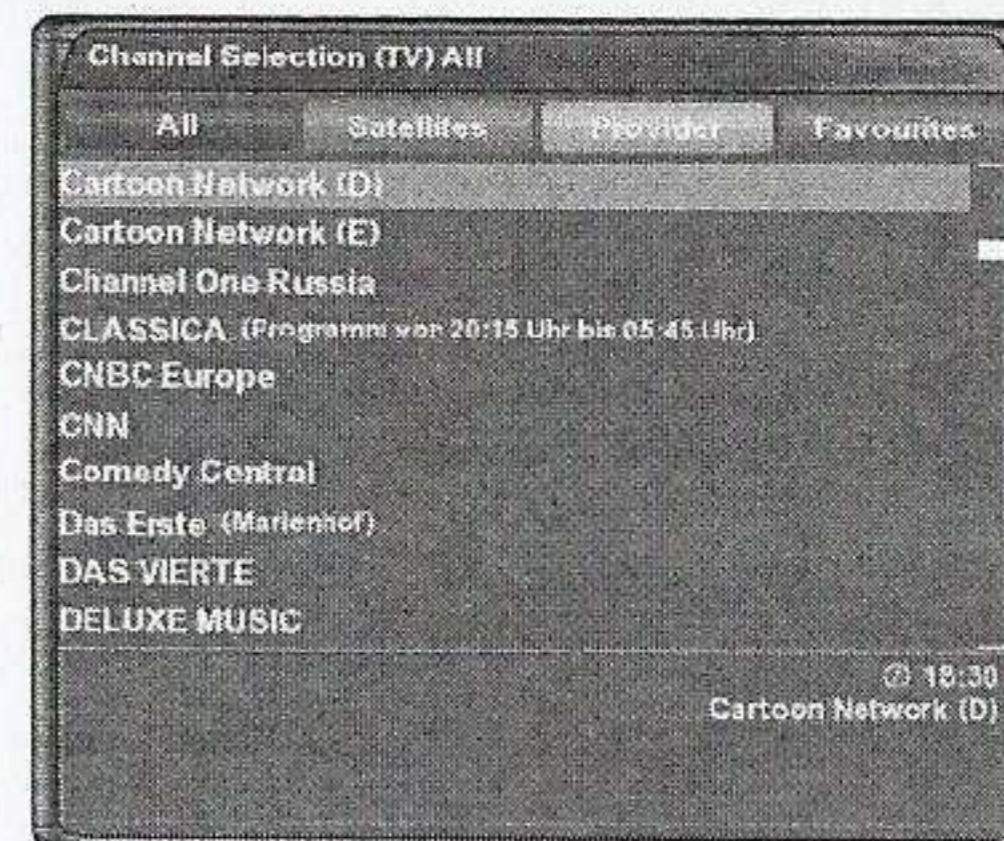 Channel Selection (TV) All
All Satellites Provider Favourites
Cartoon Network (D)
Cartoon Network (E)
Channel One Russia
CLASSICA (Programm von 20:15 Uhr bis 05:45 Uhr)
CNBC Europe
CNN
Comedy Central
Das Erste (Marienhof)
DAS VIERTE
DELUXE MUSIC
18:30
Cartoon Network (D)